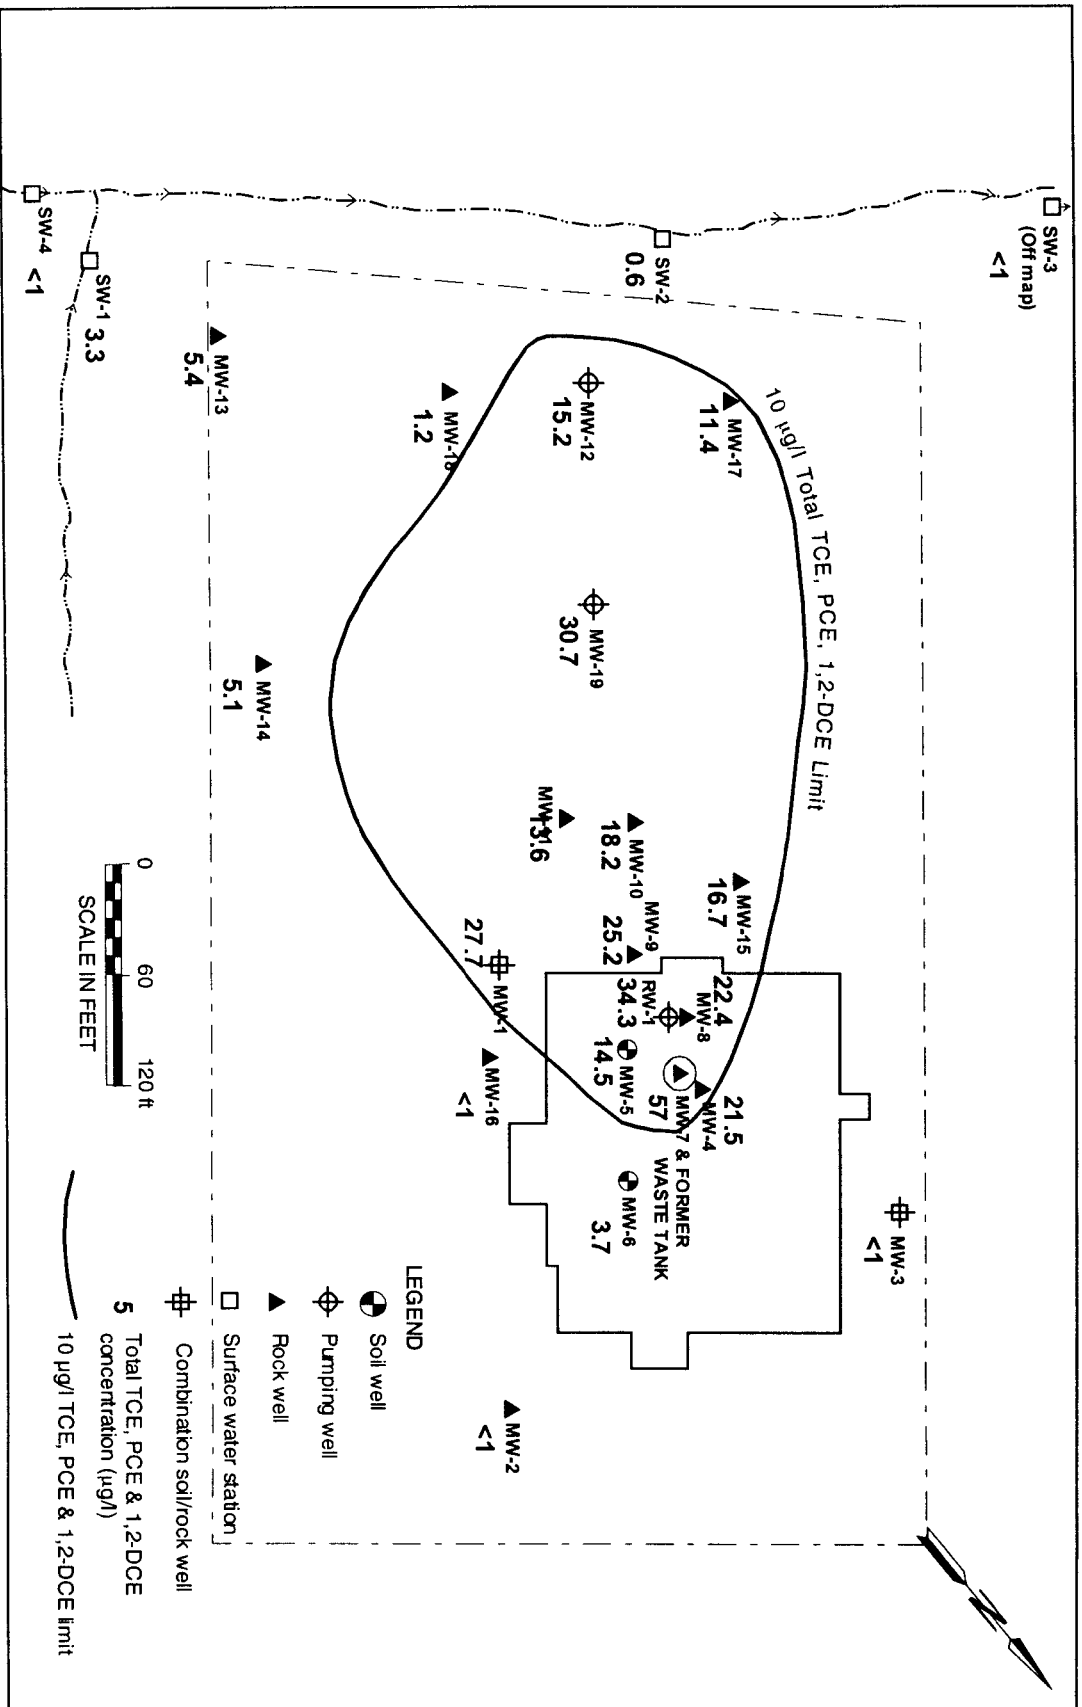 SW-3
(Off map)
<1
SW-2
0.6
SW-4
<1
SW-1
3.3
10 µg/l Total TCE, PCE, 1,2-DCE Limit
MW-17
11.4
MW-12
15.2
MW-18
1.2
MW-13
5.4
MW-19
30.7
MW-14
5.1
MW-15
16.7
MW-10
18.2
MW-11
13.6
MW-9
25.2
MW-1
27.7
22.4
MW-8
RW-1
34.3
MW-5
14.5
21.5
MW-4
MW-7 & FORMER
WASTE TANK
57
MW-16
<1
MW-6
3.7
MW-3
<1
MW-2
<1
N
0 60 120 ft
SCALE IN FEET
LEGEND
Soil well
Pumping well
Rock well
Surface water station
Combination soil/rock well
5 Total TCE, PCE & 1,2-DCE
concentration (µg/l)
10 µg/l TCE, PCE & 1,2-DCE limit